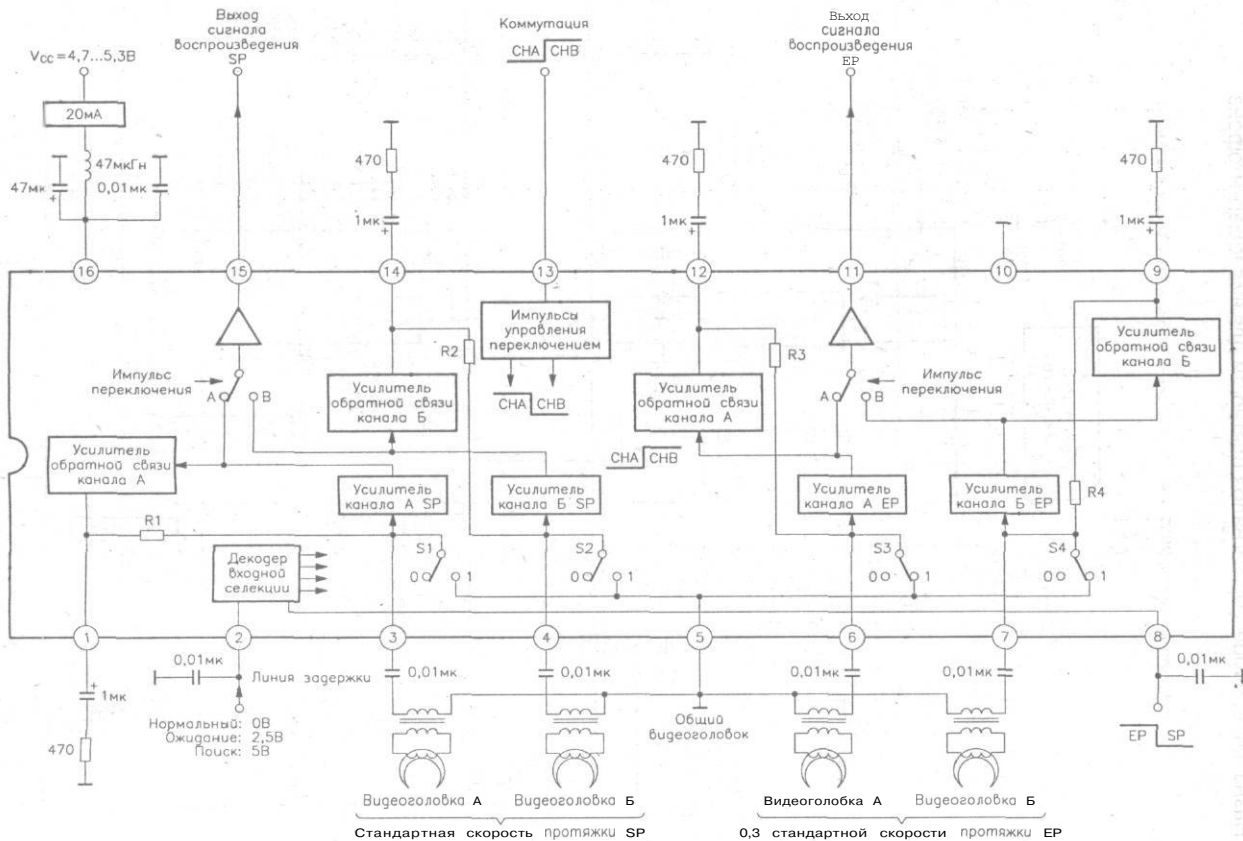 Выход
сигнала
воспроизведения
SP
Коммутация
CHA CHB
Вьход
сигнала
воспроизведения
EP
Vcc=4,7...5,3В
20мА
47мкГн
47мк
0,01мк
+
470
1мк
+
470
1мк
+
470
1мк
+
16
15
14
13
12
11
10
9
Импульсы
управления
переключением
CHA CHB
R2
R3
Усилитель
обратной связи
канала Б
Импульс
переключения
A
B
Усилитель
обратной связи
канала Б
Усилитель
обратной связи
канала А
A
B
Импульс
переключения
CHA CHB
Усилитель
обратной связи
канала А
Усилитель
канала А SP
Усилитель
канала Б SP
Усилитель
канала А EP
Усилитель
канала Б EP
R4
R1
S1
S2
S3
S4
Декодер
входной
селекции
0
1
0
1
0
1
0
1
1
2
3
4
5
6
7
8
0,01мк
Линия задержки
0,01мк
0,01мк
0,01мк
0,01мк
0,01мк
+
1мк
470
Нормальный: 0В
Ожидание: 2,5В
Поиск: 5В
Общий
видеоголовок
EP SP
Видеоголовка А
Видеоголовка Б
Видеоголобка А
Видеоголовка Б
Стандартная скорость протяжки SP
0,3 стандартной скорости протяжки EP